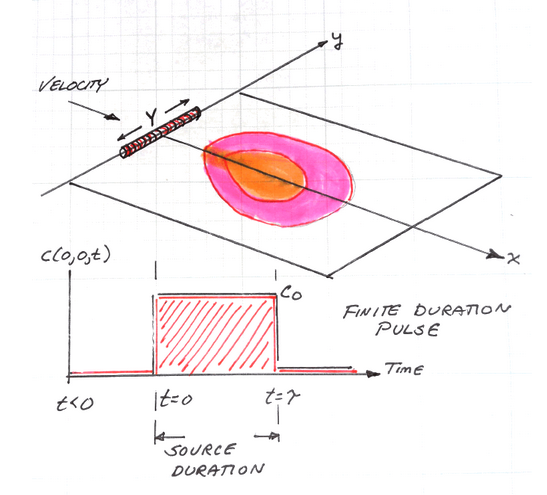 y
VELOCITY
Y
x
C(0,0,t)
C0
FINITE DURATION
PULSE
TIME
t<0
t=0
t=τ
SOURCE
DURATION